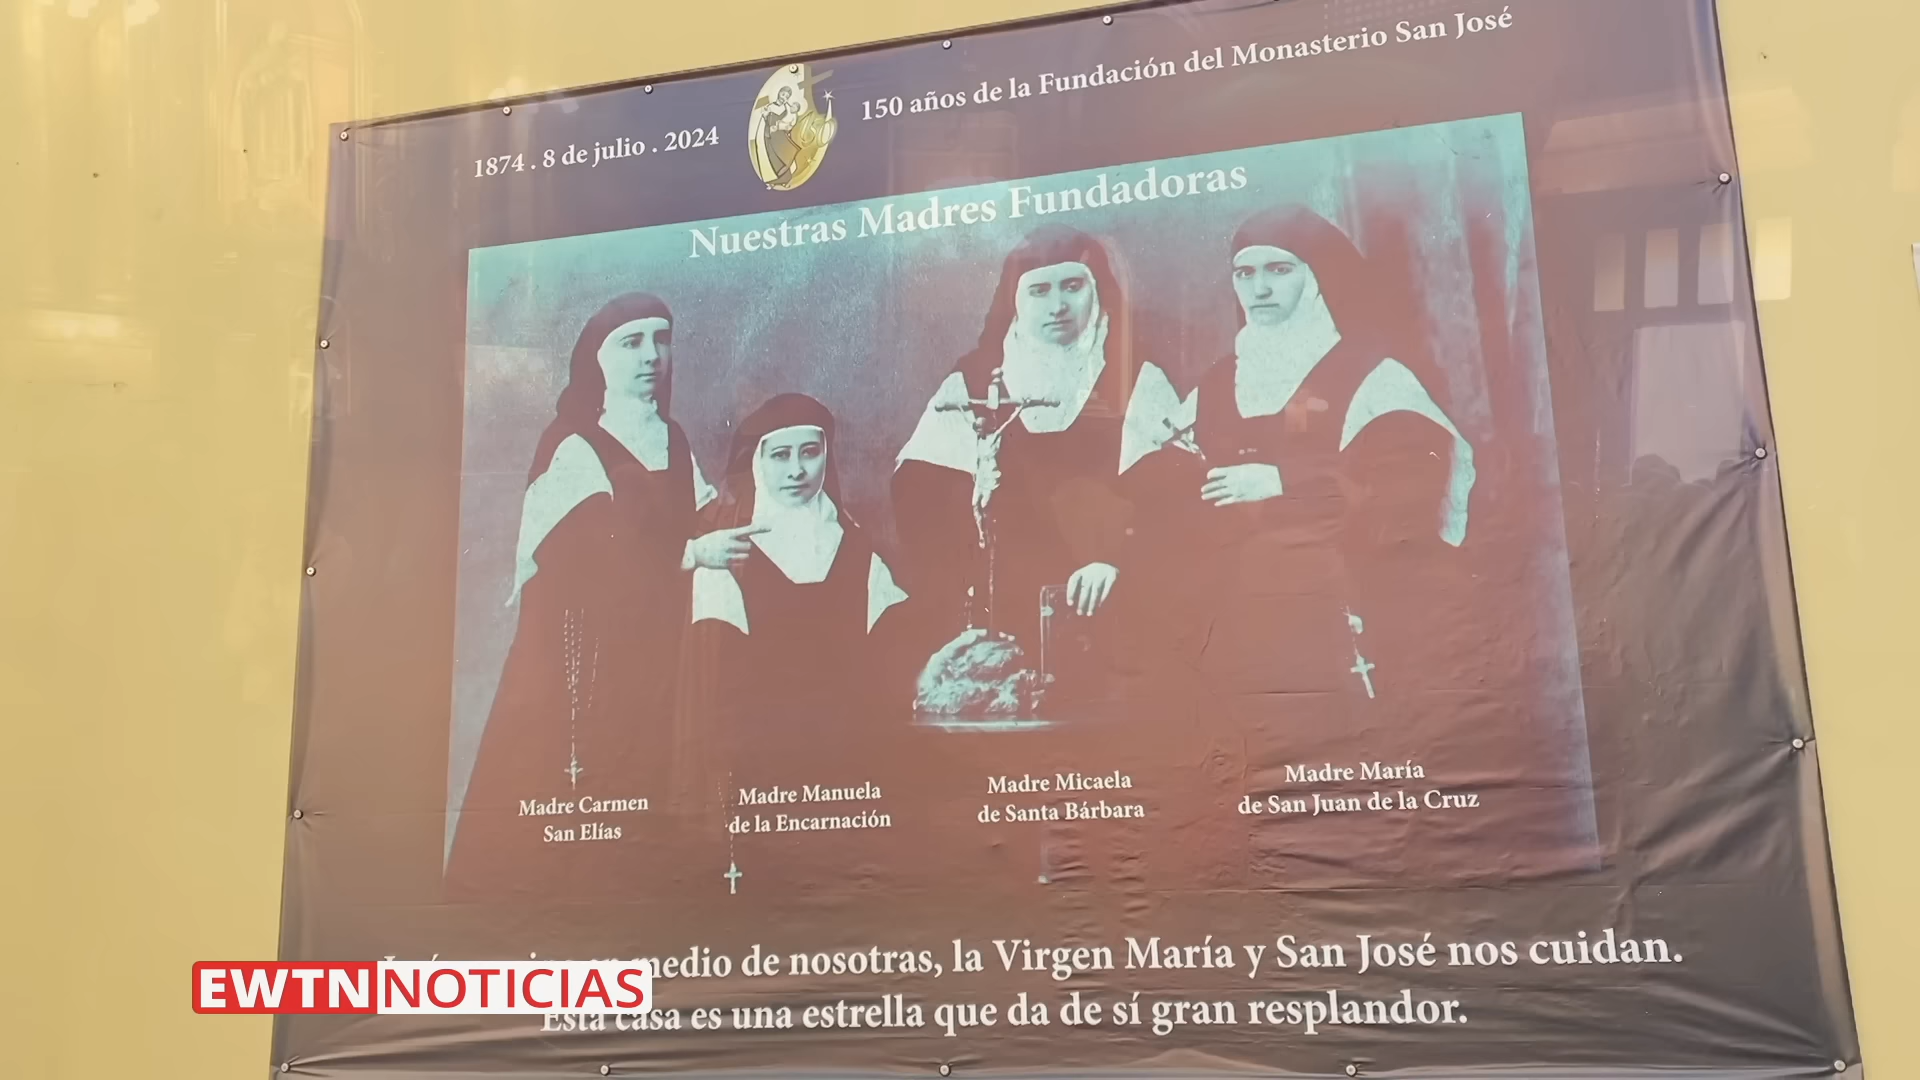 1874 . 8 de julio . 2024
150 años de la Fundación del Monasterio San José
Nuestras Madres Fundadoras
Madre Carmen
San Elías
Madre Manuela
de la Encarnación
Madre Micaela
de Santa Bárbara
Madre María
de San Juan de la Cruz
medio de nosotras, la Virgen María y San José nos cuidan.
Esta casa es una estrella que da de sí gran resplandor.
EWTN NOTICIAS